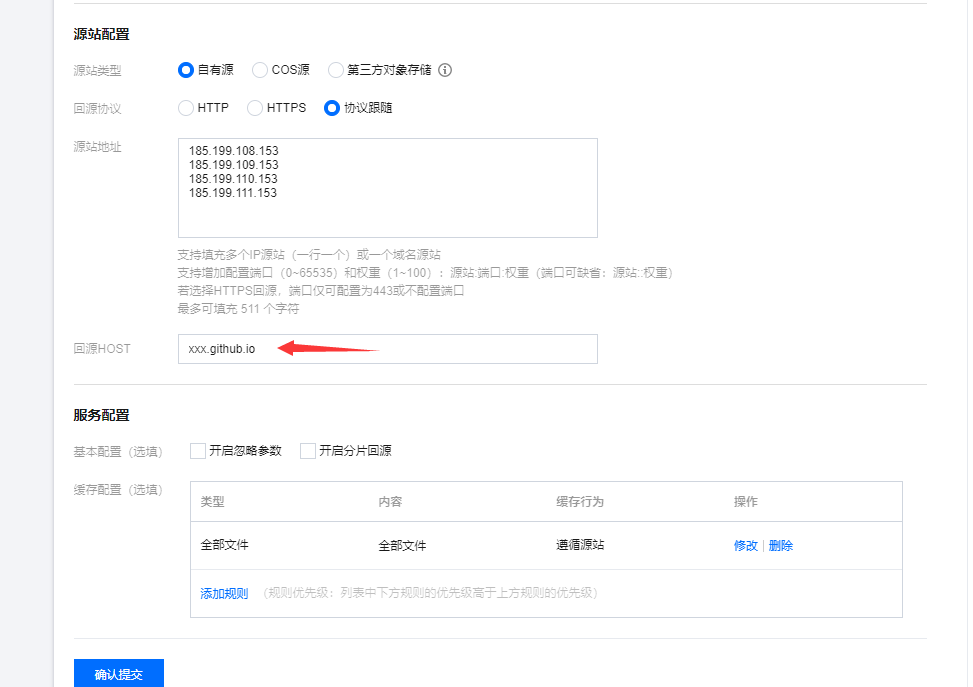 源站配置
源站类型 自有源 COS源 第三方对象存储
回源协议 HTTP HTTPS 协议跟随
源站地址 185.199.108.153
185.199.109.153
185.199.110.153
185.199.111.153
支持填充多个IP源站（一行一个）或一个域名源站
支持增加配置端口（0~65535）和权重（1~100）：源站:端口:权重（端口可缺省：源站::权重）
若选择HTTPS回源，端口仅可配置为443或不配置端口
最多可填充 511 个字符
回源HOST xxx.github.io
服务配置
基本配置（选填） 开启忽略参数 开启分片回源
缓存配置（选填） 类型 内容 缓存行为 操作
全部文件 全部文件 遵循源站 修改 | 删除
添加规则 （规则优先级：列表中下方规则的优先级高于上方规则的优先级）
确认提交